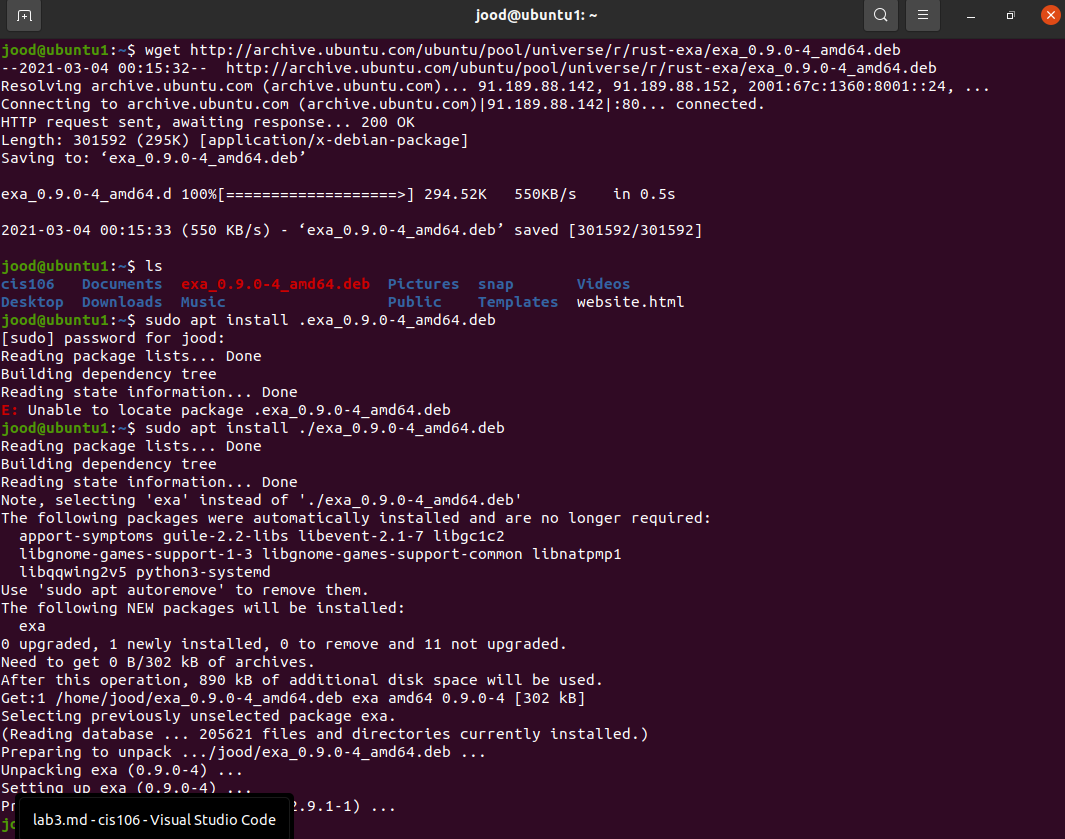 jood@ubuntu1: ~
jood@ubuntu1:~$ wget http://archive.ubuntu.com/ubuntu/pool/universe/r/rust-exa/exa_0.9.0-4_amd64.deb
--2021-03-04 00:15:32--  http://archive.ubuntu.com/ubuntu/pool/universe/r/rust-exa/exa_0.9.0-4_amd64.deb
Resolving archive.ubuntu.com (archive.ubuntu.com)... 91.189.88.142, 91.189.88.152, 2001:67c:1360:8001::24, ...
Connecting to archive.ubuntu.com (archive.ubuntu.com)|91.189.88.142|:80... connected.
HTTP request sent, awaiting response... 200 OK
Length: 301592 (295K) [application/x-debian-package]
Saving to: ‘exa_0.9.0-4_amd64.deb’
exa_0.9.0-4_amd64.d 100%[===================>] 294.52K   550KB/s    in 0.5s
2021-03-04 00:15:33 (550 KB/s) - ‘exa_0.9.0-4_amd64.deb’ saved [301592/301592]
jood@ubuntu1:~$ ls
cis106   Documents  exa_0.9.0-4_amd64.deb  Pictures  snap       Videos
Desktop  Downloads  Music                  Public    Templates  website.html
jood@ubuntu1:~$ sudo apt install .exa_0.9.0-4_amd64.deb
[sudo] password for jood:
Reading package lists... Done
Building dependency tree
Reading state information... Done
E: Unable to locate package .exa_0.9.0-4_amd64.deb
jood@ubuntu1:~$ sudo apt install ./exa_0.9.0-4_amd64.deb
Reading package lists... Done
Building dependency tree
Reading state information... Done
Note, selecting 'exa' instead of './exa_0.9.0-4_amd64.deb'
The following packages were automatically installed and are no longer required:
  apport-symptoms guile-2.2-libs libevent-2.1-7 libgc1c2
  libgnome-games-support-1-3 libgnome-games-support-common libnatpmp1
  libqqwing2v5 python3-systemd
Use 'sudo apt autoremove' to remove them.
The following NEW packages will be installed:
  exa
0 upgraded, 1 newly installed, 0 to remove and 11 not upgraded.
Need to get 0 B/302 kB of archives.
After this operation, 890 kB of additional disk space will be used.
Get:1 /home/jood/exa_0.9.0-4_amd64.deb exa amd64 0.9.0-4 [302 kB]
Selecting previously unselected package exa.
(Reading database ... 205621 files and directories currently installed.)
Preparing to unpack .../jood/exa_0.9.0-4_amd64.deb ...
Unpacking exa (0.9.0-4) ...
Setting up exa (0.9.0-4) ...
2.9.1-1) ...
lab3.md - cis106 - Visual Studio Code